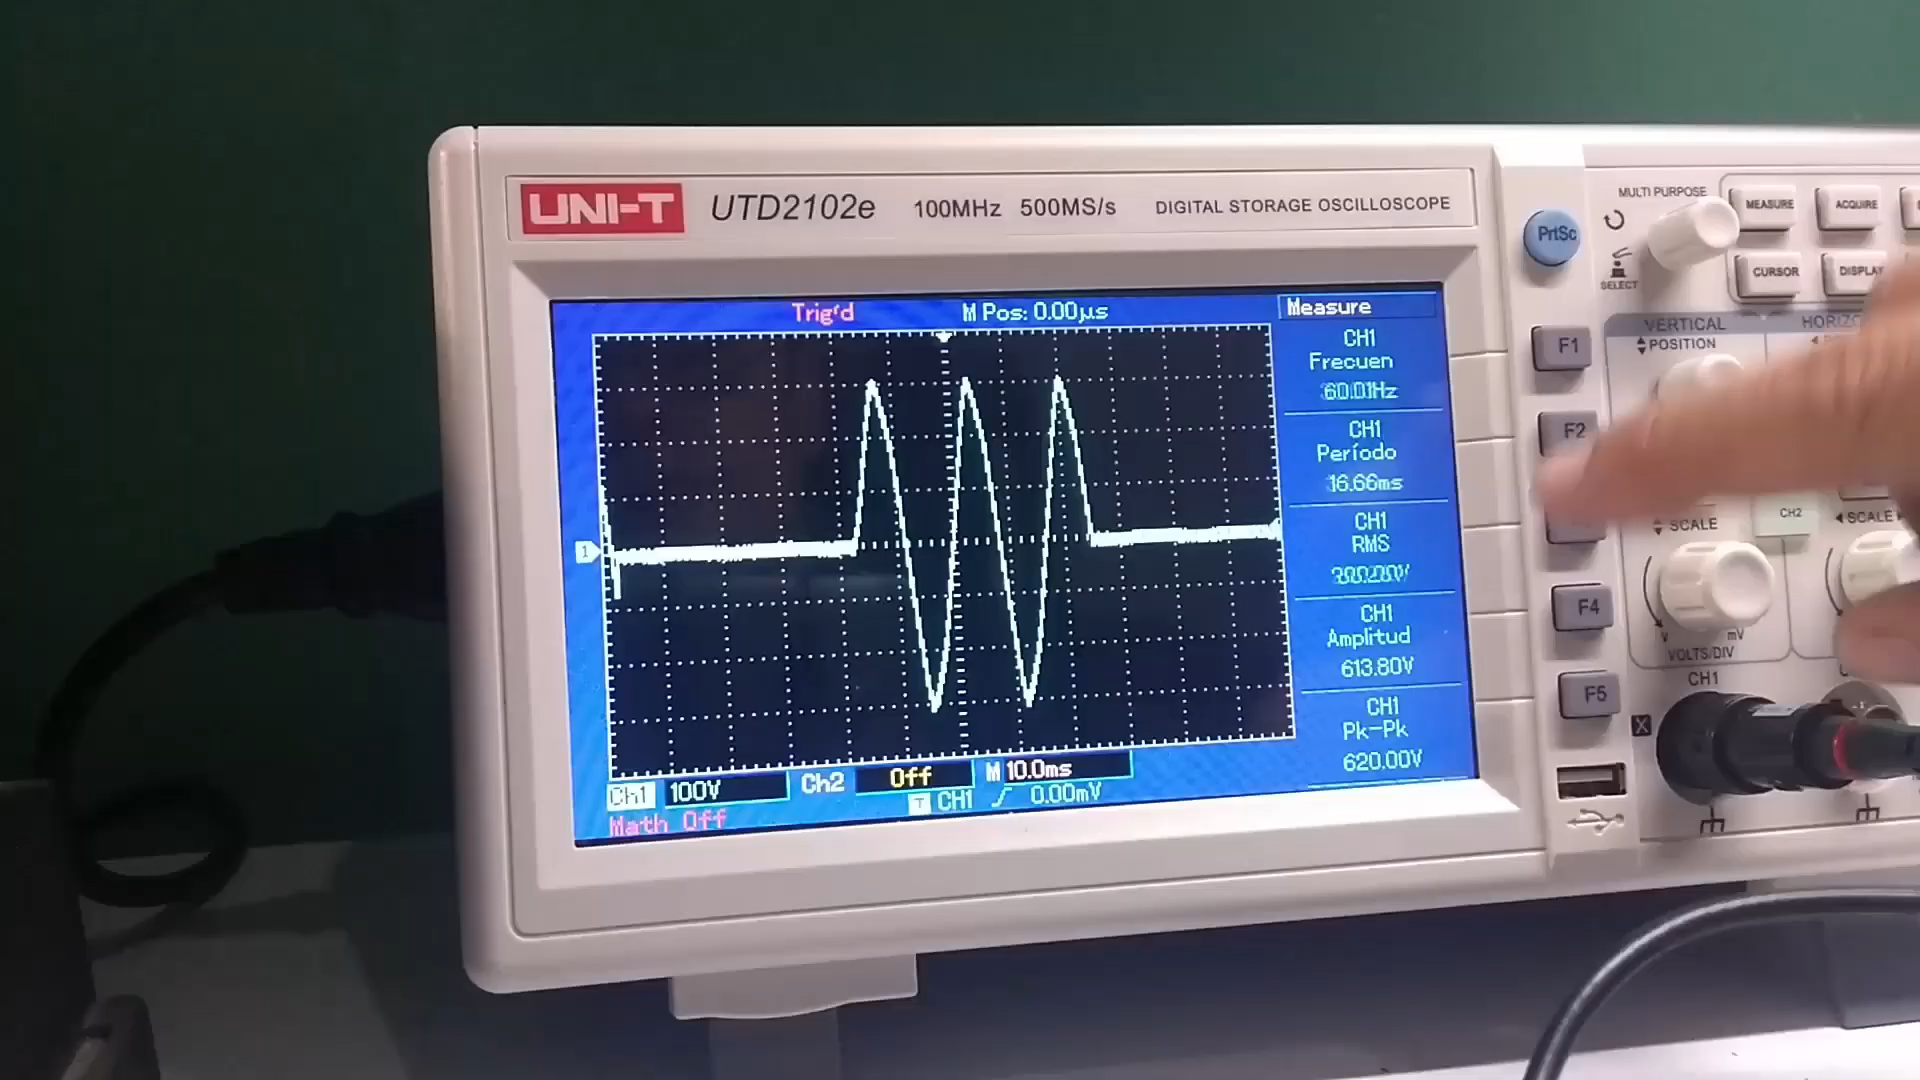 UNI-T UTD2102e 100MHz 500MS/s DIGITAL STORAGE OSCILLOSCOPE
Trig'd M Pos: 0.00µs
1
Ch1 100V Ch2 Off M 10.0ms
T CH1 0.00mV
Math Off
Measure
CH1
Frecuen
60.01Hz
CH1
Período
16.66ms
CH1
RMS
CH1
Amplitud
613.80V
CH1
Pk-Pk
620.00V
PrtSc
F1
F2
F4
F5
MULTI PURPOSE
SELECT
MEASURE ACQUIRE
CURSOR DISPLAY
VERTICAL
POSITION
CH2
SCALE SCALE
V mV
VOLTS/DIV
CH1
X